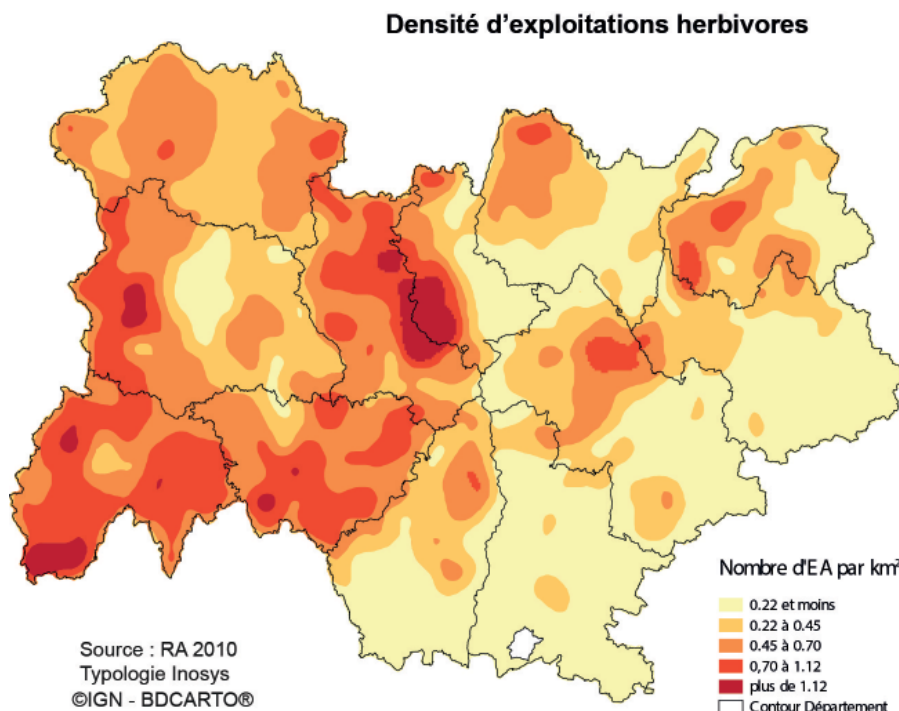 Densité d'exploitations herbivores
Nombre d'EA par km²
0.22 et moins
0.22 à 0.45
0.45 à 0.70
0,70 à 1.12
plus de 1.12
Contour Département
Source : RA 2010
Typologie Inosys
©IGN - BDCARTO®